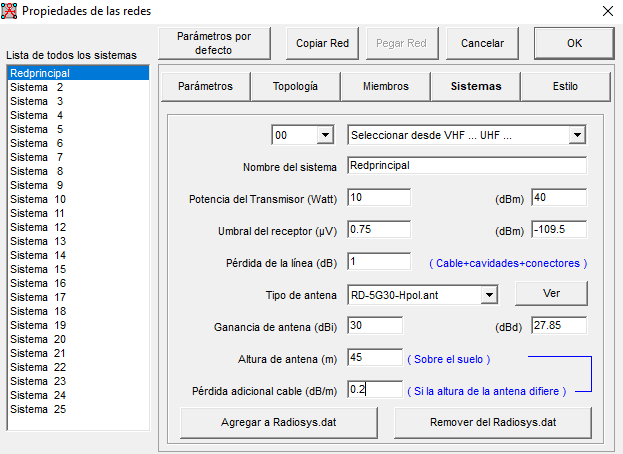 Propiedades de las redes
Parámetros por defecto
Copiar Red
Pegar Red
Cancelar
OK
Lista de todos los sistemas
Redprincipal
Sistema 2
Sistema 3
Sistema 4
Sistema 5
Sistema 6
Sistema 7
Sistema 8
Sistema 9
Sistema 10
Sistema 11
Sistema 12
Sistema 13
Sistema 14
Sistema 15
Sistema 16
Sistema 17
Sistema 18
Sistema 19
Sistema 20
Sistema 21
Sistema 22
Sistema 23
Sistema 24
Sistema 25
Parámetros
Topología
Miembros
Sistemas
Estilo
00 Seleccionar desde VHF ... UHF ...
Nombre del sistema Redprincipal
Potencia del Transmisor (Watt) 10 (dBm) 40
Umbral del receptor (µV) 0.75 (dBm) -109.5
Pérdida de la línea (dB) 1 ( Cable+cavidades+conectores )
Tipo de antena RD-5G30-Hpol.ant Ver
Ganancia de antena (dBi) 30 (dBd) 27.85
Altura de antena (m) 45 ( Sobre el suelo )
Pérdida adicional cable (dB/m) 0.2 ( Si la altura de la antena difiere )
Agregar a Radiosys.dat
Remover del Radiosys.dat